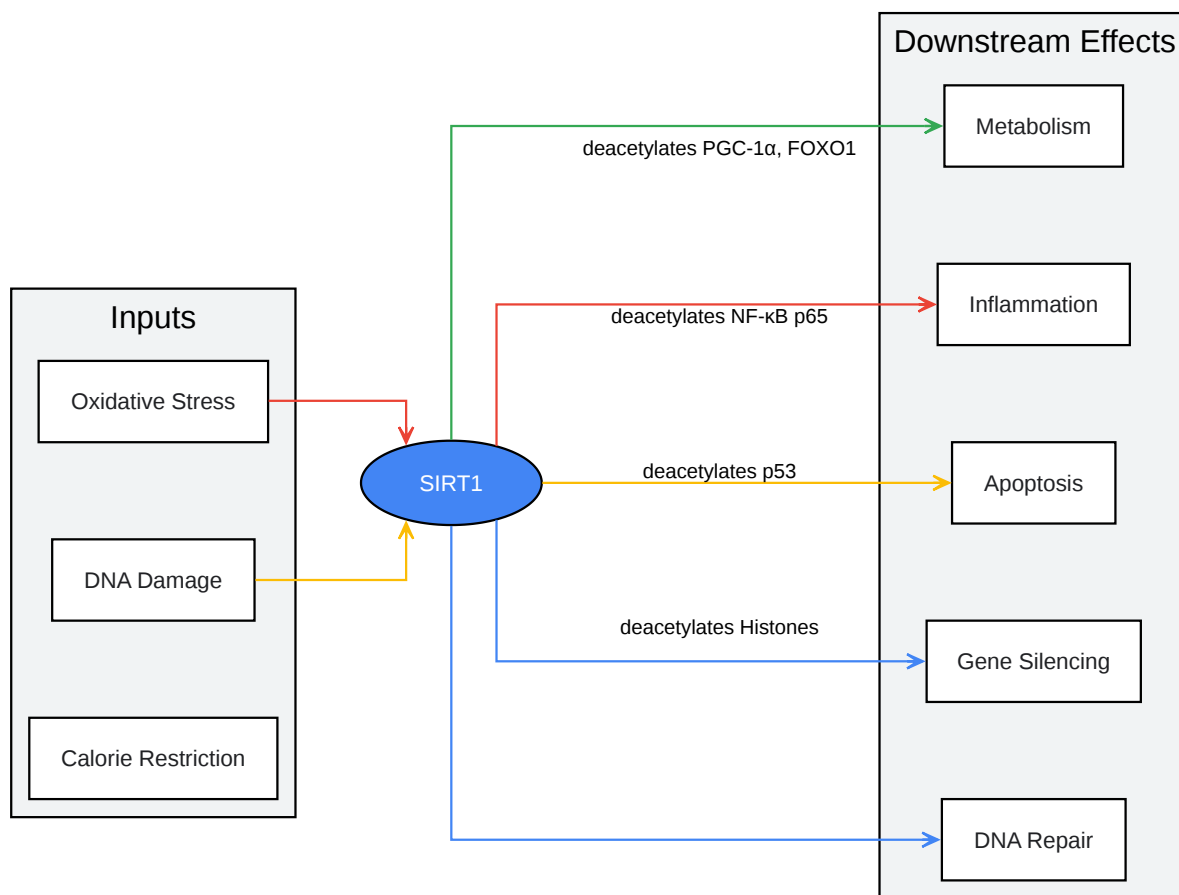 Downstream Effects
Metabolism
deacetylates PGC-1α, FOXO1
Inflammation
deacetylates NF-κB p65
Inputs
Oxidative Stress
SIRT1
deacetylates p53
Apoptosis
DNA Damage
deacetylates Histones
Gene Silencing
Calorie Restriction
DNA Repair